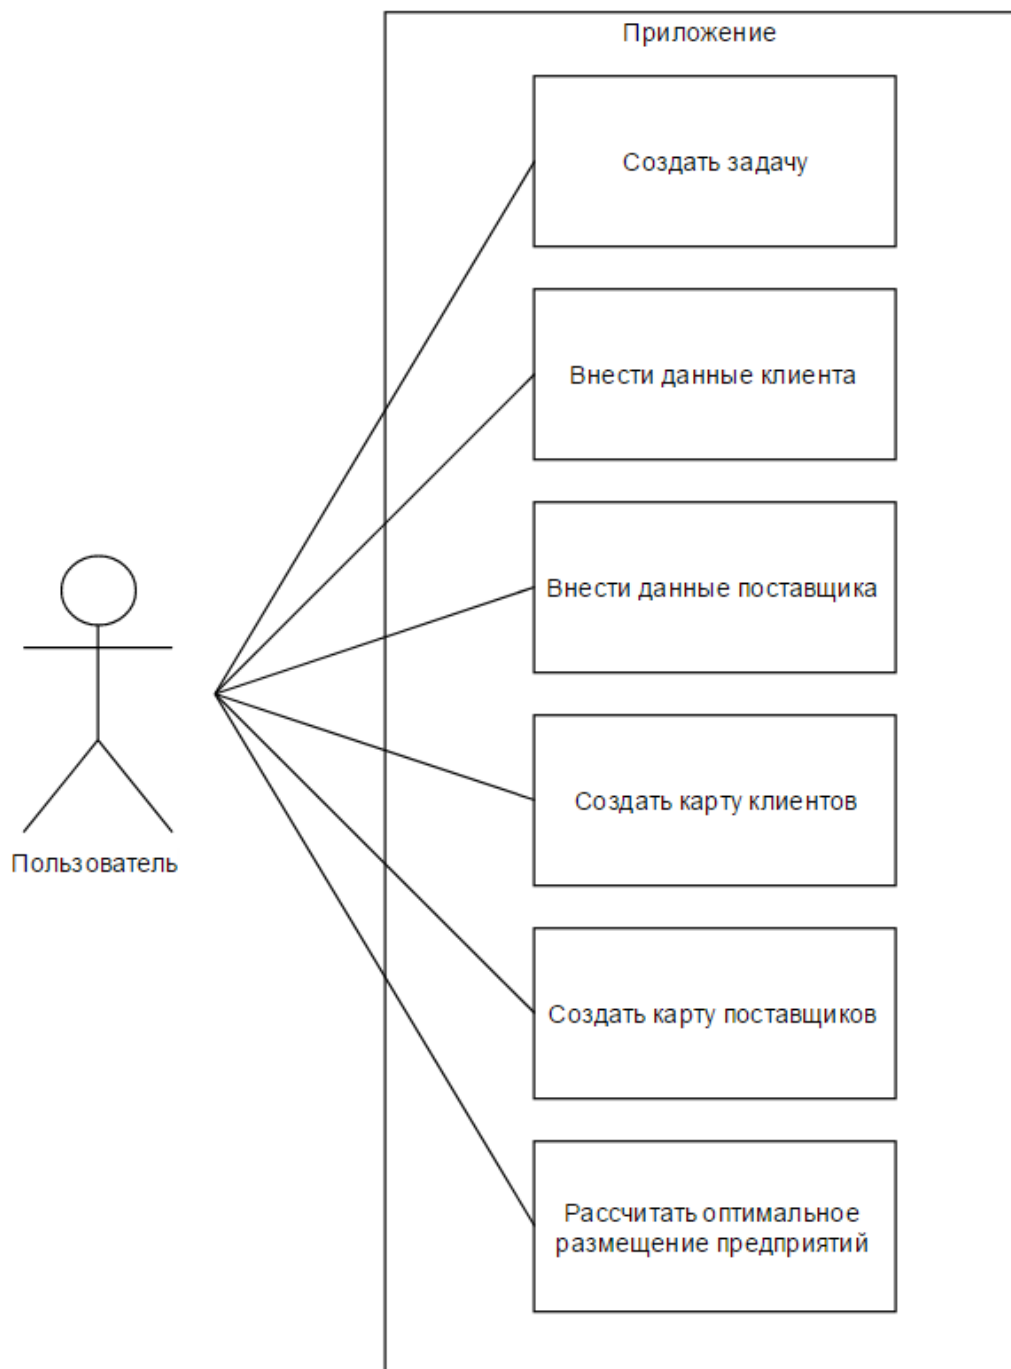 Приложение
Создать задачу
Внести данные клиента
Внести данные поставщика
Создать карту клиентов
Создать карту поставщиков
Рассчитать оптимальное
размещение предприятий
Пользователь